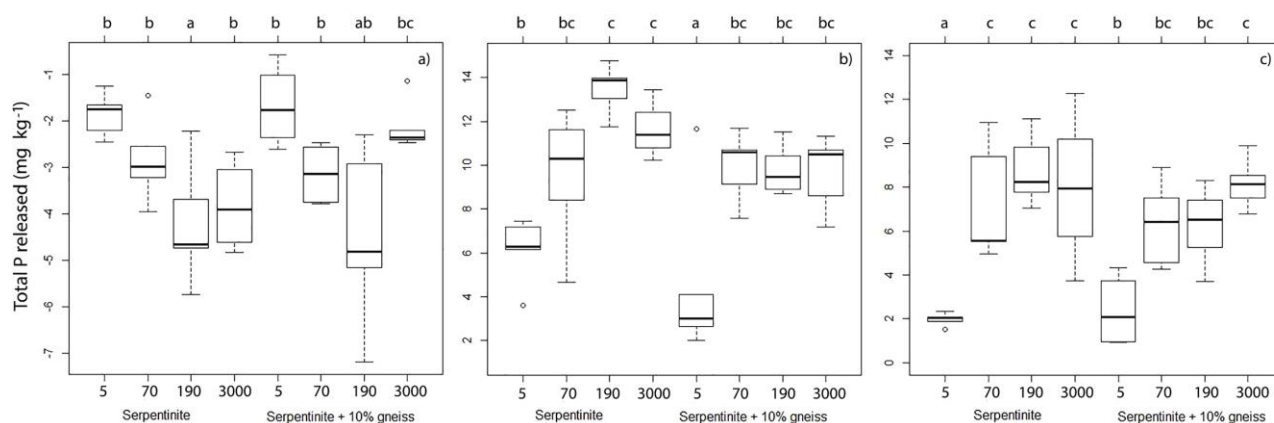 b b a b b b ab bc
b bc c c a bc bc bc
a c c c b bc bc c
Total P released (mg kg⁻¹)
a)
-1
-2
-3
-4
-5
-6
-7
b)
14
12
10
8
6
4
2
c)
14
12
10
8
6
4
2
0
5 70 190 3000 5 70 190 3000
Serpentinite Serpentinite + 10% gneiss
5 70 190 3000 5 70 190 3000
Serpentinite Serpentinite + 10% gneiss
5 70 190 3000 5 70 190 3000
Serpentinite Serpentinite + 10% gneiss